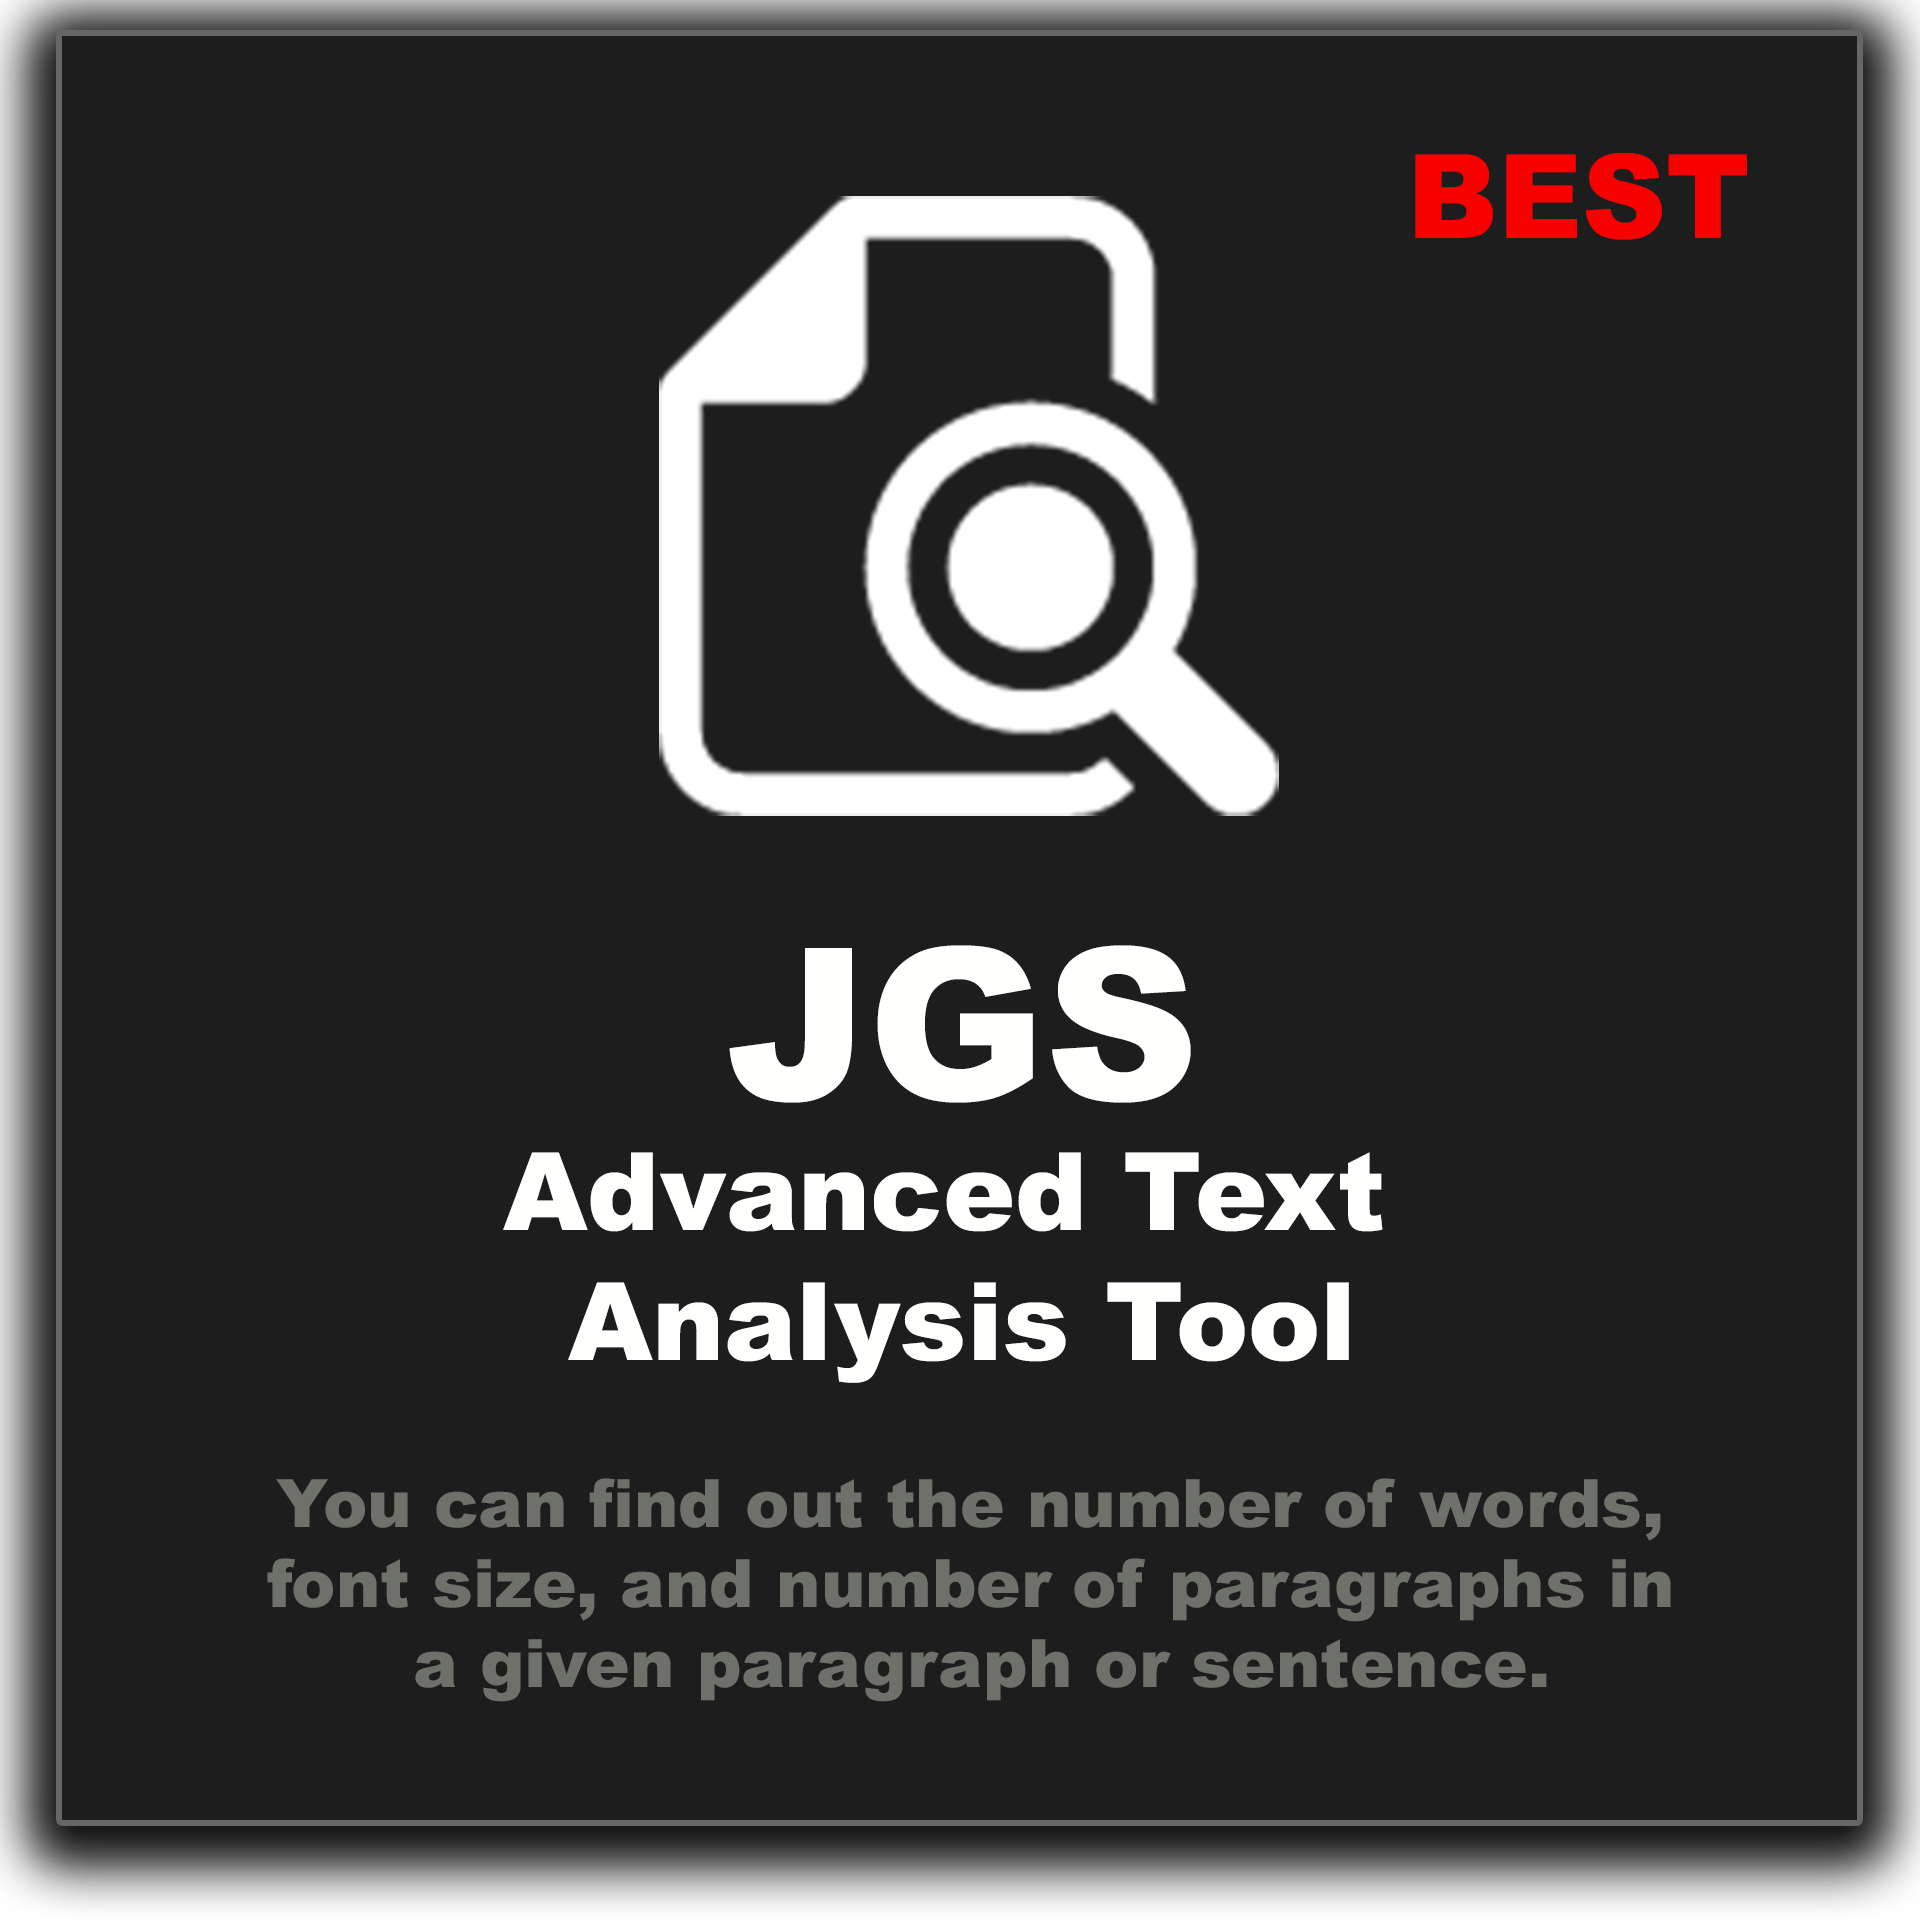 BEST
JGS
Advanced Text
Analysis Tool
You can find out the number of words,
font size, and number of paragraphs in
a given paragraph or sentence.